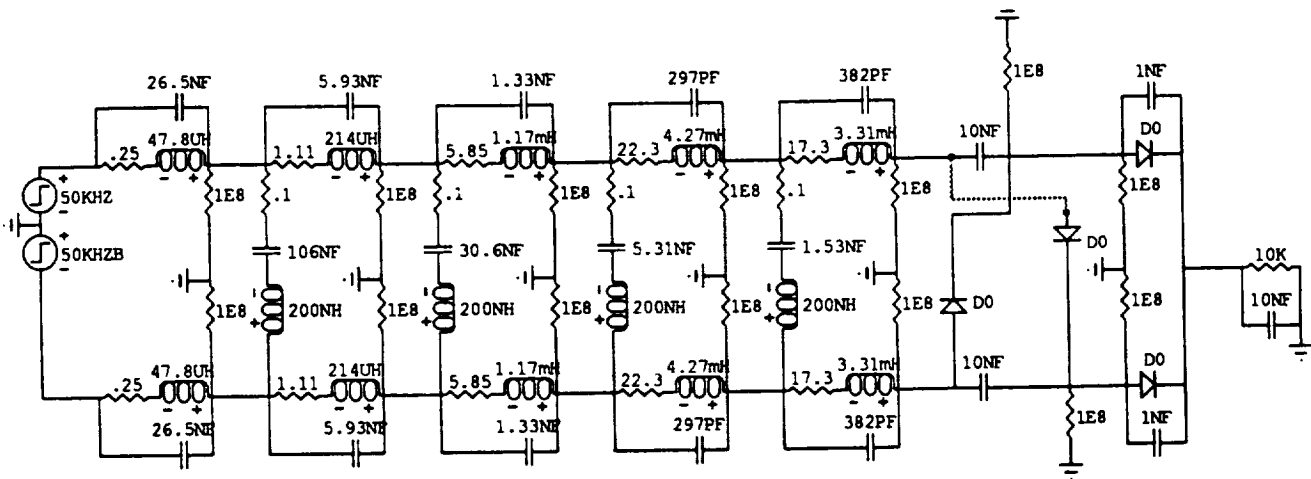 26.5NF 5.93NF 1.33NF 297PF 382PF 1E8 1NF
47.8UH 214UH 1.17mH 4.27mH 3.31mH 10NF D0
.25 1.11 5.85 22.3 17.3
+ 50KHZ -
1E8 .1 1E8 .1 1E8 .1 1E8 .1 1E8 1E8
+ 50KHZB -
106NF 30.6NF 5.31NF 1.53NF D0 10K
1E8 200NH 1E8 200NH 1E8 200NH 1E8 200NH 1E8 D0 1E8 10NF
47.8UH 214UH 1.17mH 4.27mH 3.31mH 10NF D0
.25 1.11 5.85 22.3 17.3
26.5NF 5.93NF 1.33NF 297PF 382PF 1E8 1NF